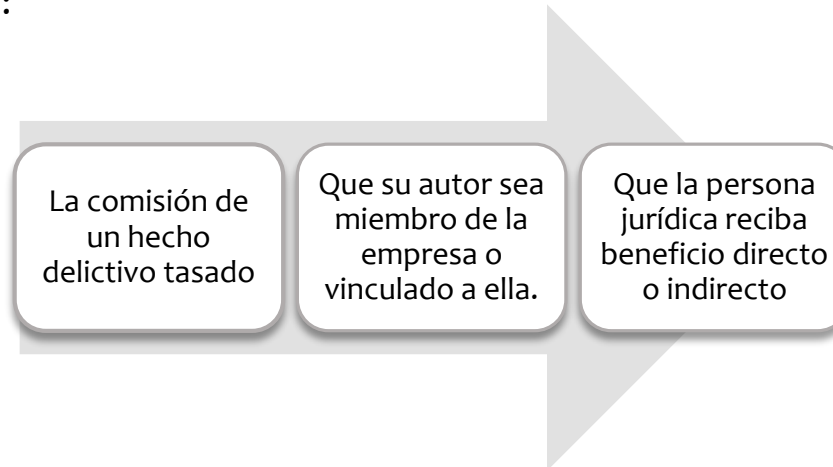 :
La comisión de
un hecho
delictivo tasado
Que su autor sea
miembro de la
empresa o
vinculado a ella.
Que la persona
jurídica reciba
beneficio directo
o indirecto